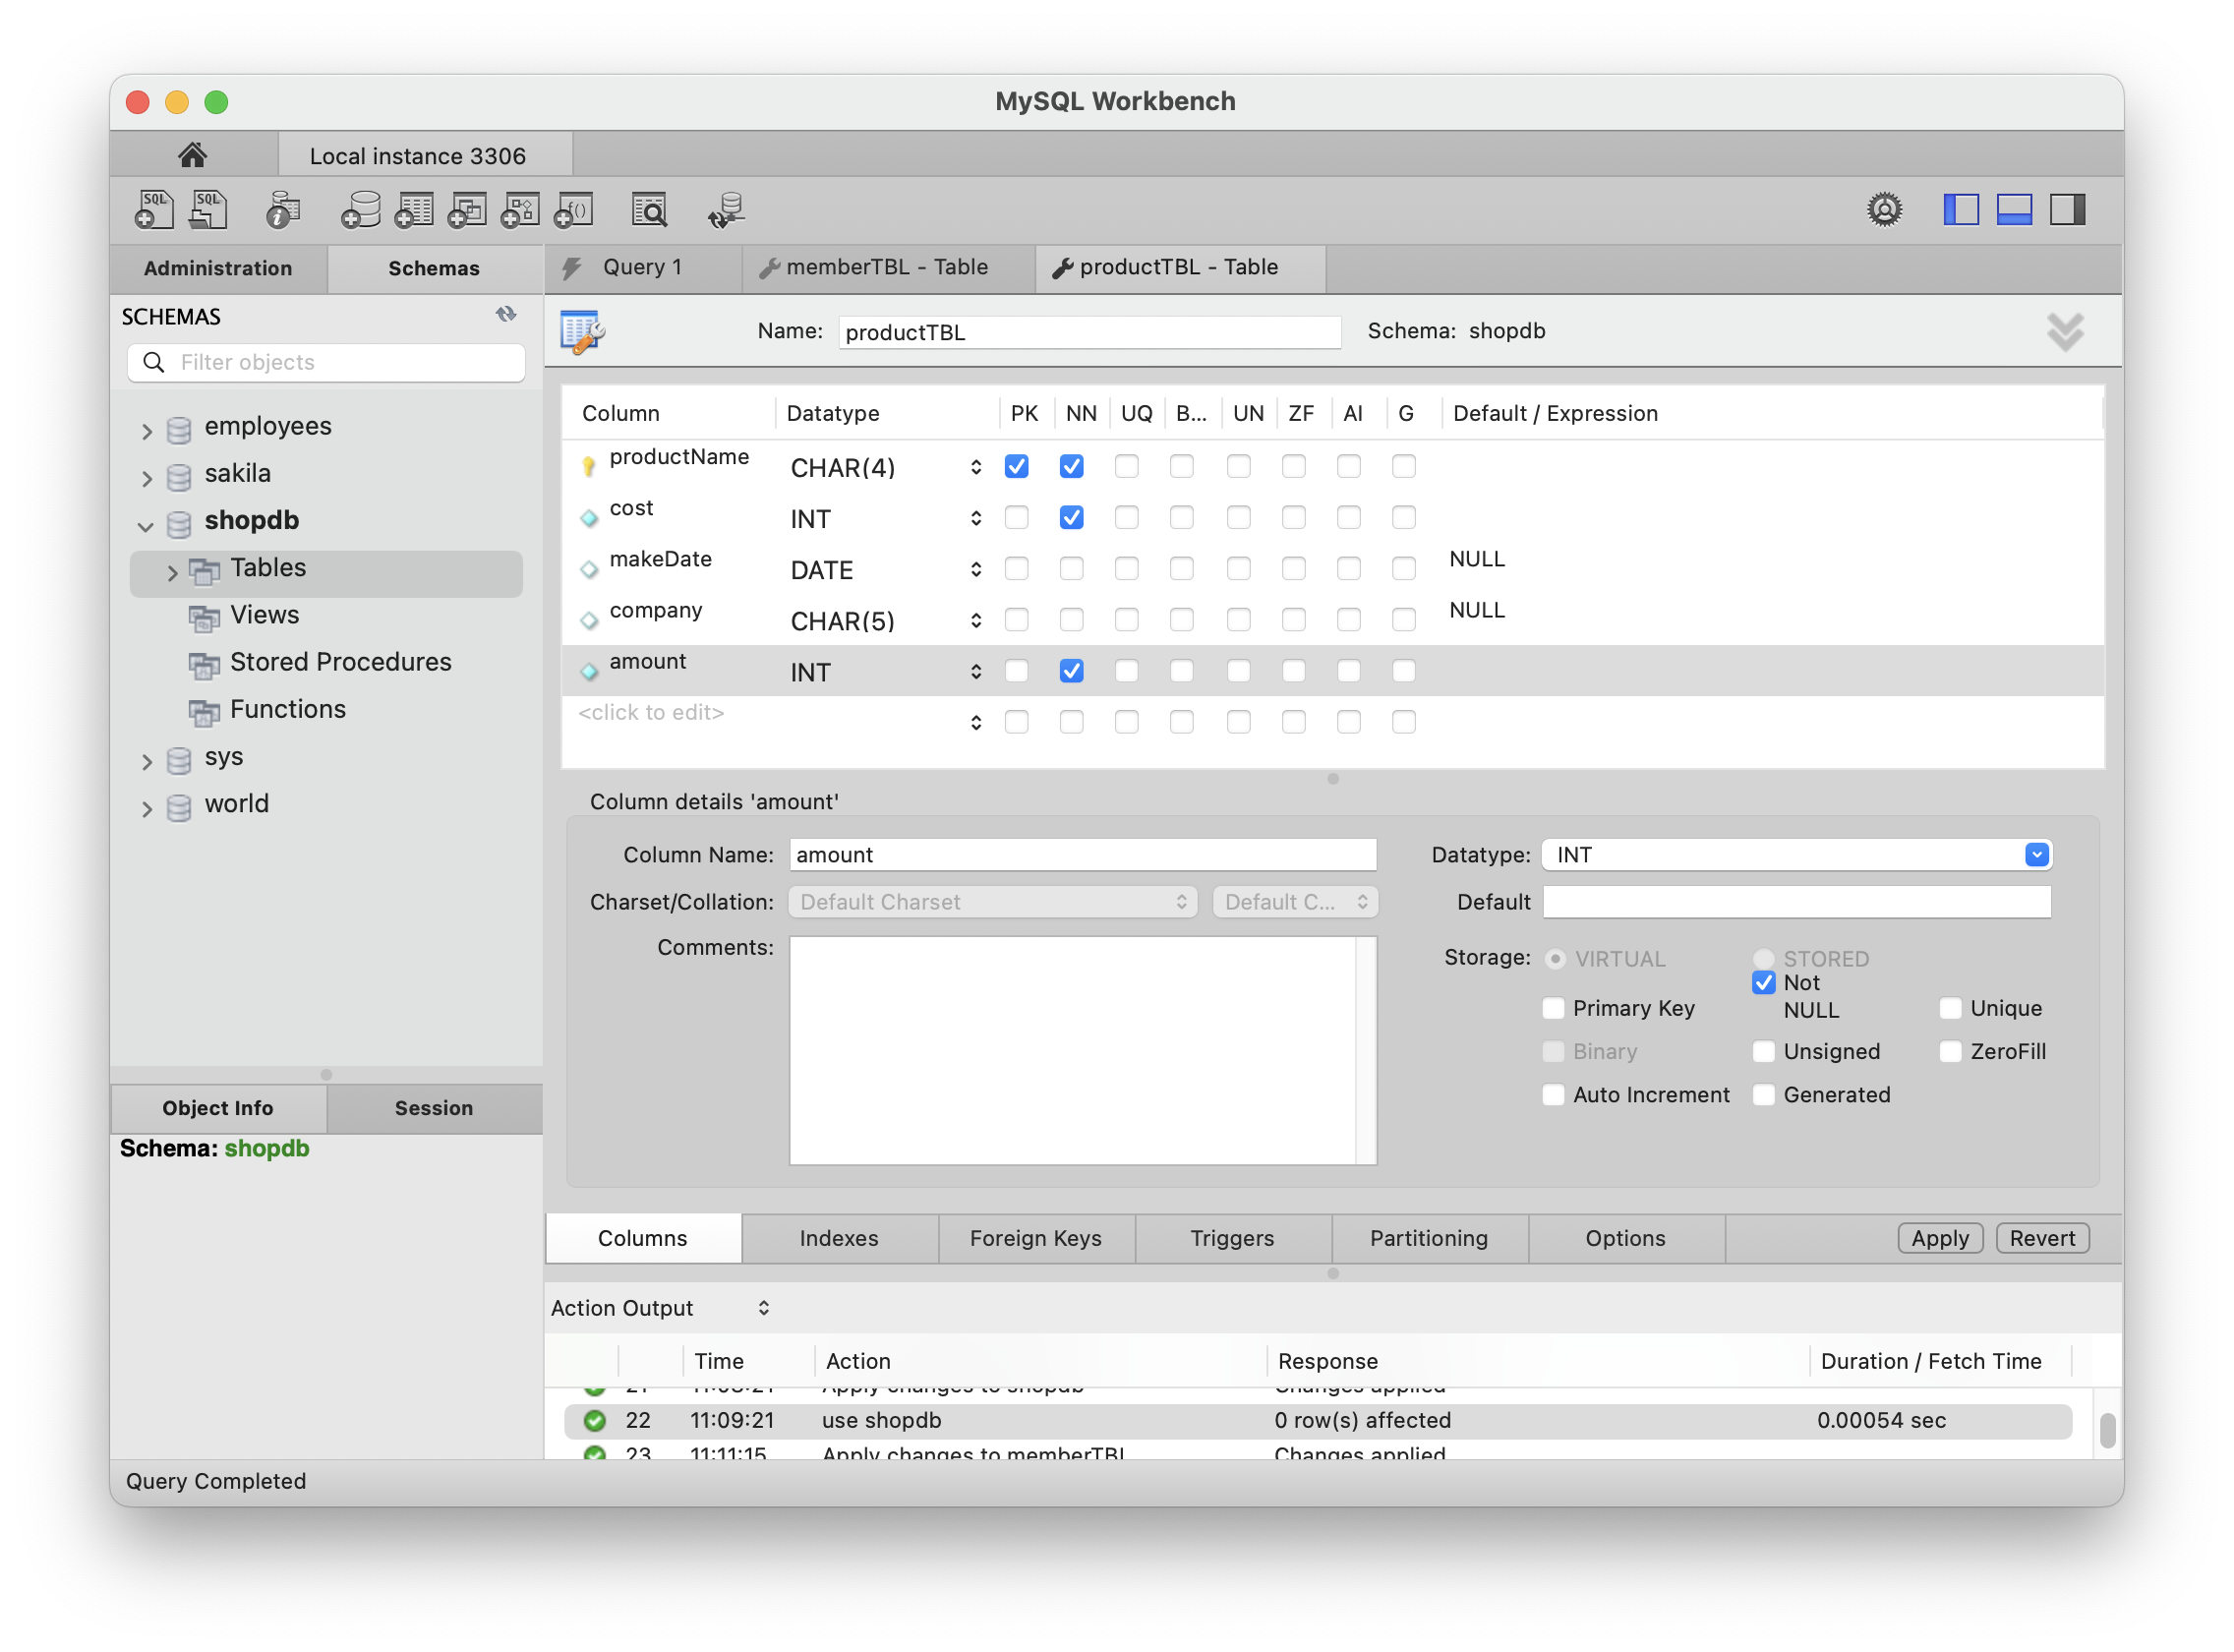 MySQL Workbench
Local instance 3306
SQL SQL f()
Administration Schemas
Query 1 memberTBL - Table productTBL - Table
SCHEMAS
Filter objects
employees
sakila
shopdb
Tables
Views
Stored Procedures
Functions
sys
world
Object Info Session
Schema: shopdb
Name: productTBL Schema: shopdb
Column Datatype PK NN UQ B... UN ZF AI G Default / Expression
productName CHAR(4)
cost INT
makeDate DATE NULL
company CHAR(5) NULL
amount INT
<click to edit>
Column details 'amount'
Column Name: amount Datatype: INT
Charset/Collation: Default Charset Default C... Default
Comments: Storage: VIRTUAL STORED
Primary Key Not NULL Unique
Binary Unsigned ZeroFill
Auto Increment Generated
Columns Indexes Foreign Keys Triggers Partitioning Options Apply Revert
Action Output
Time Action Response Duration / Fetch Time
21 11:08:21 Apply changes to shopdb Changes applied
22 11:09:21 use shopdb 0 row(s) affected 0.00054 sec
23 11:11:15 Apply changes to memberTBL Changes applied
Query Completed